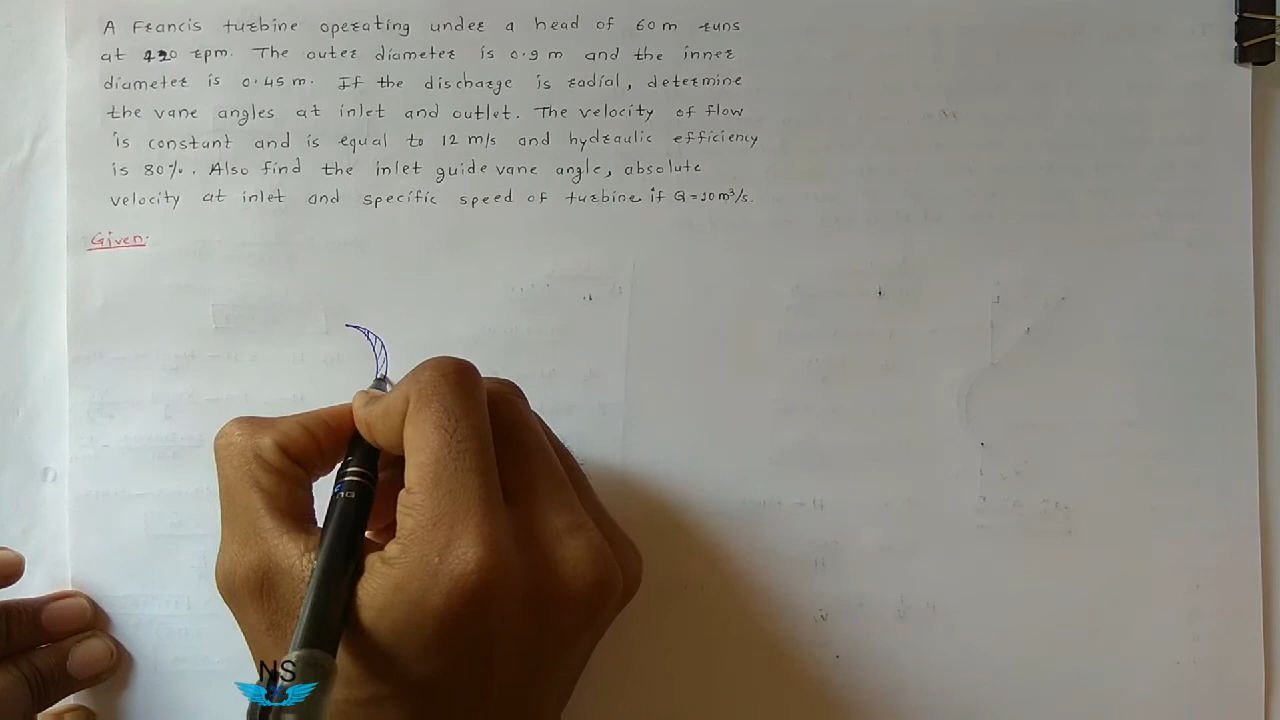 A Francis turbine operating under a head of 60 m runs
at rpm. The outer diameter is 0.9 m and the inner
diameter is 0.45 m. If the discharge is radial, determine
the vane angles at inlet and outlet. The velocity of flow
is constant and is equal to 12 m/s and hydraulic efficiency
is 80%. Also find the inlet guide vane angle, absolute
velocity at inlet and specific speed of turbine if Q=10m³/s.
Given:
NS